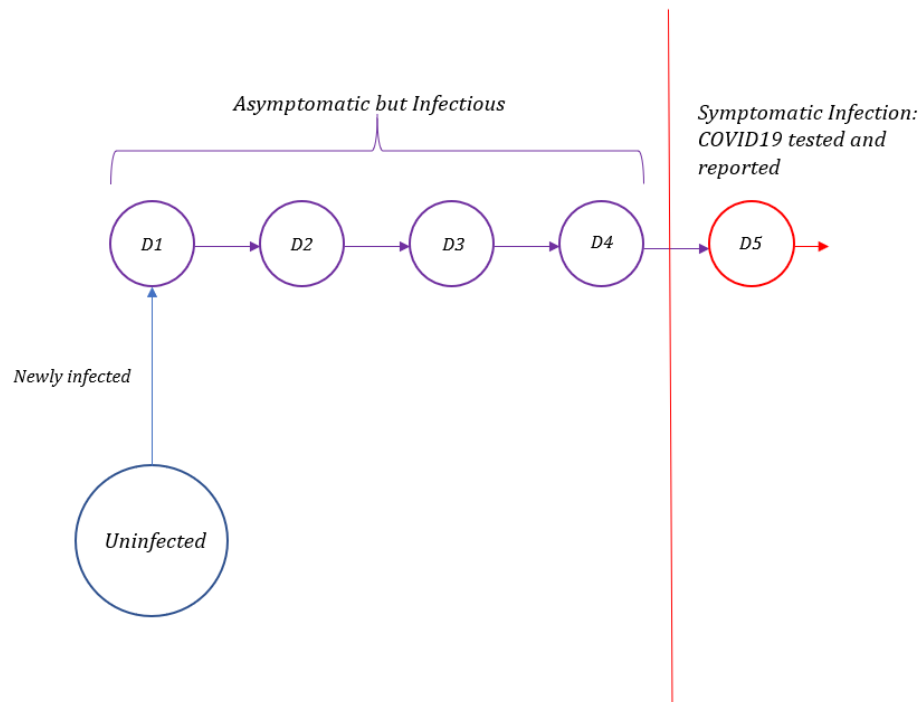 Asymptomatic but Infectious
Symptomatic Infection:
COVID19 tested and
reported
D1
D2
D3
D4
D5
Newly infected
Uninfected